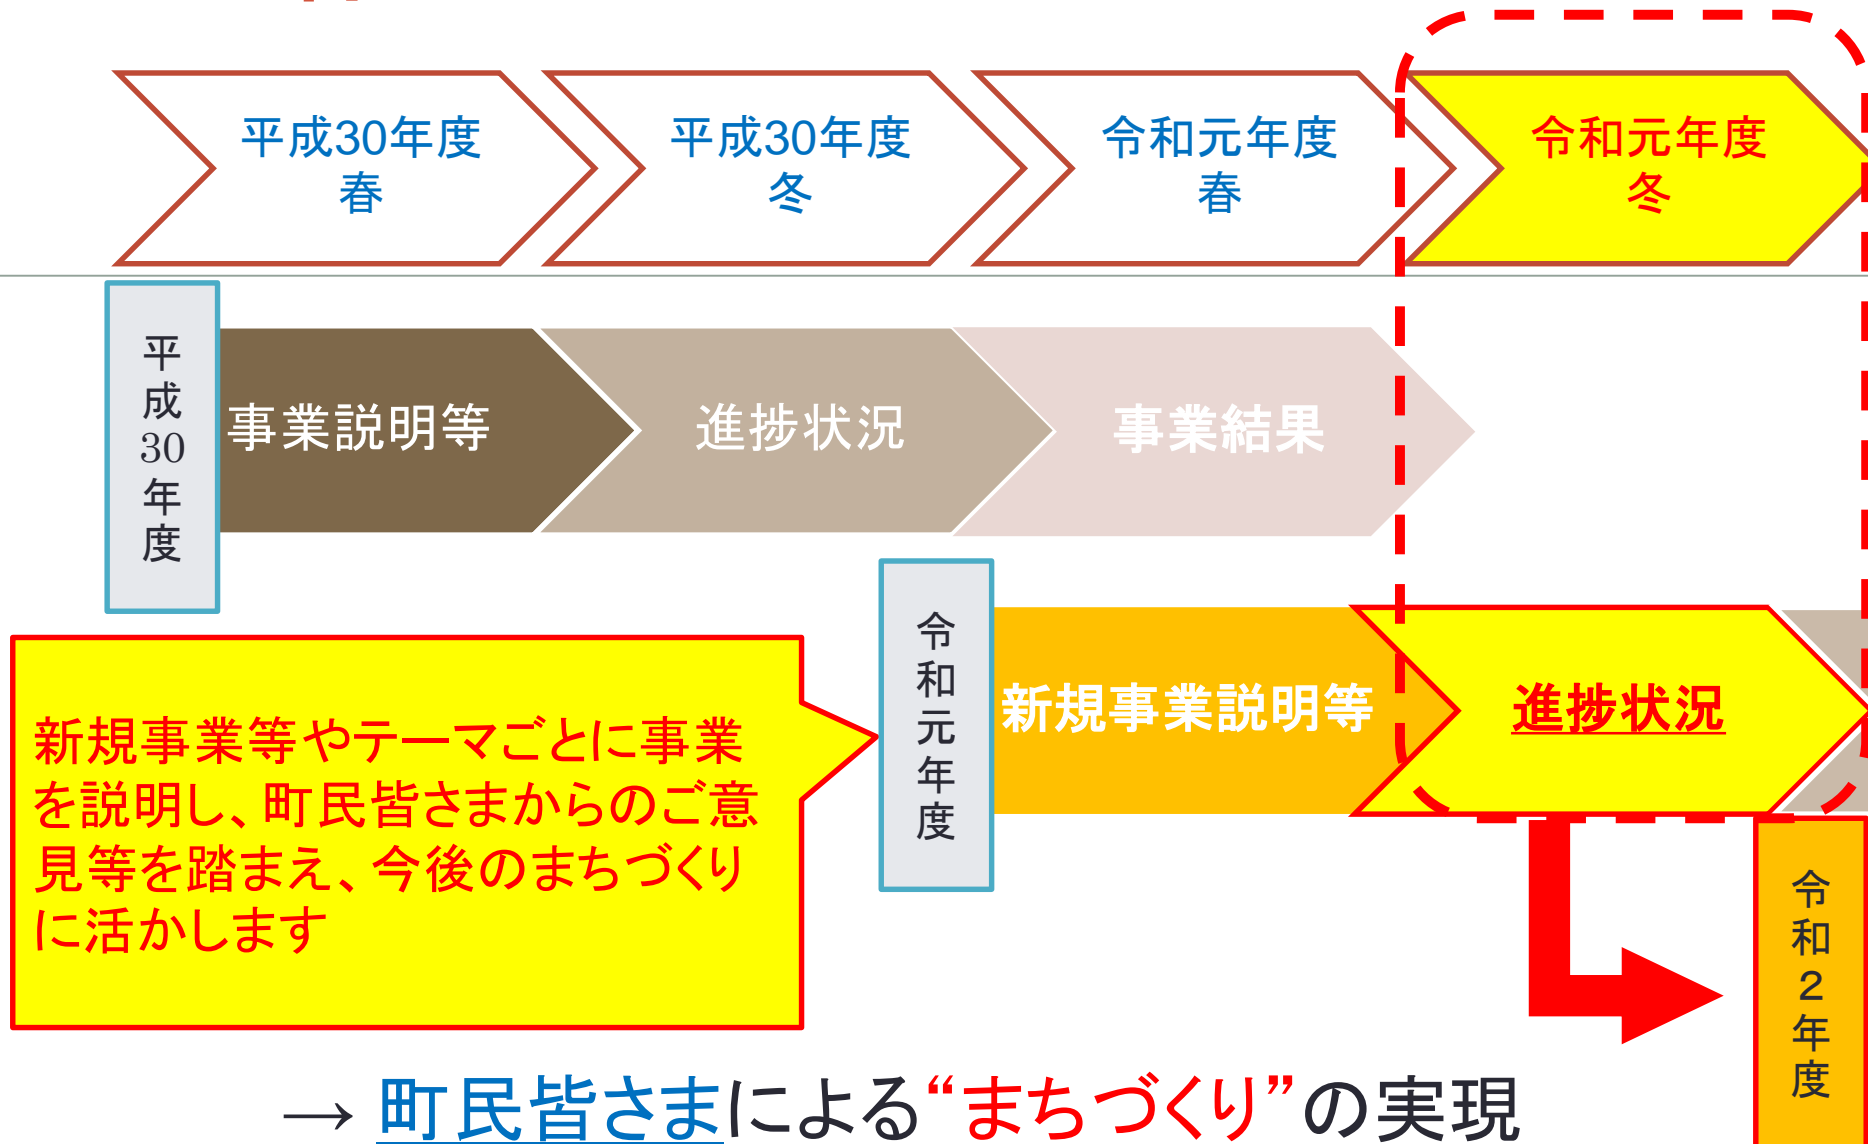 平成30年度
春
平成30年度
冬
令和元年度
春
令和元年度
冬
平成30年度
事業説明等
進捗状況
事業結果
令和元年度
新規事業説明等
進捗状況
新規事業等やテーマごとに事業
を説明し、町民皆さまからのご意
見等を踏まえ、今後のまちづくり
に活かします
令和２年度
→ 町民皆さまによる“まちづくり”の実現